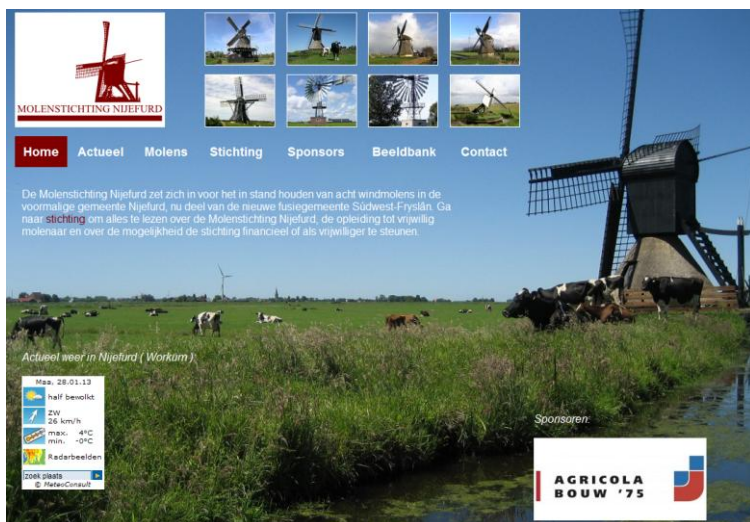 MOLENSTICHTING NIJEFURD
Home Actueel Molens Stichting Sponsors Beeldbank Contact
De Molenstichting Nijefurd zet zich in voor het in stand houden van acht windmolens in de
voormalige gemeente Nijefurd, nu deel van de nieuwe fusiegemeente Súdwest-Fryslân. Ga
naar stichting om alles te lezen over de Molenstichting Nijefurd, de opleiding tot vrijwillig
molenaar en over de mogelijkheid de stichting financieel of als vrijwilliger te steunen.
Actueel weer in Nijefurd ( Workum ):
Maa, 28.01.13
half bewolkt
ZW
26 km/h
max. 4°C
min. -0°C
Radarbeelden
zoek plaats
© MeteoConsult
Sponsoren:
AGRICOLA
BOUW '75